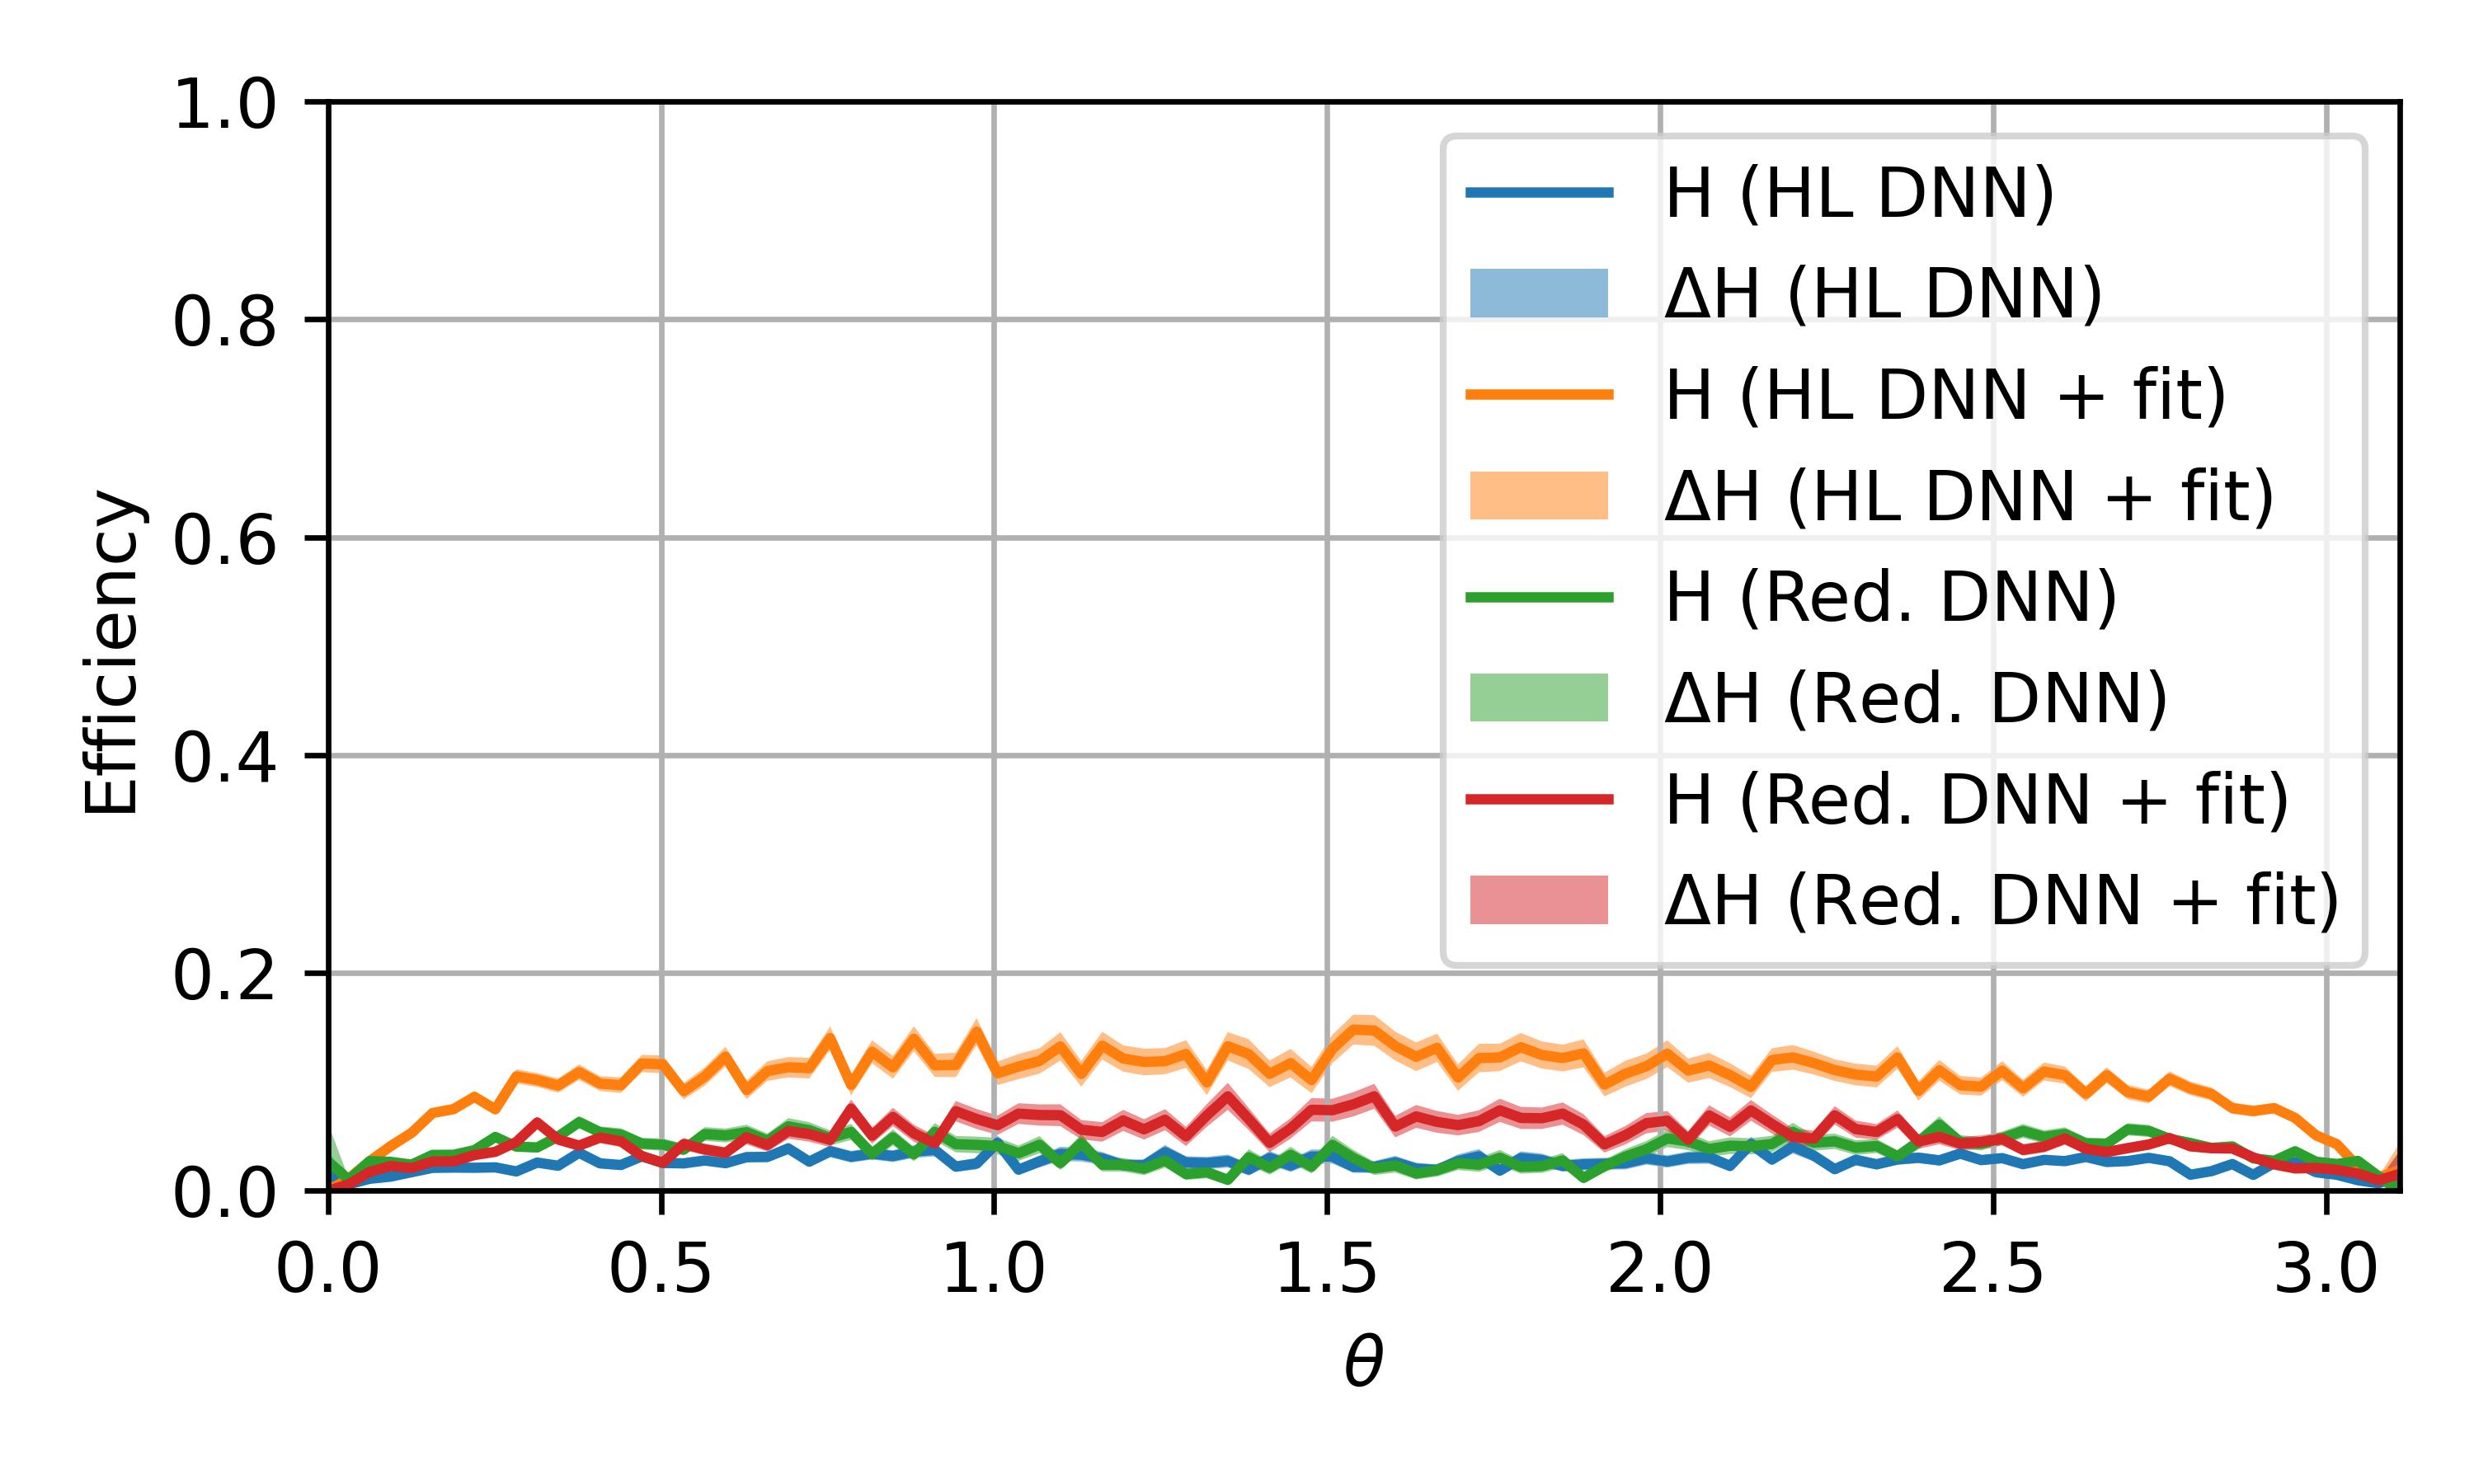 1.0
0.8
0.6
0.4
0.2
0.0
Efficiency
H (HL DNN)
ΔH (HL DNN)
H (HL DNN + fit)
ΔH (HL DNN + fit)
H (Red. DNN)
ΔH (Red. DNN)
H (Red. DNN + fit)
ΔH (Red. DNN + fit)
0.0 0.5 1.0 1.5 2.0 2.5 3.0
θ